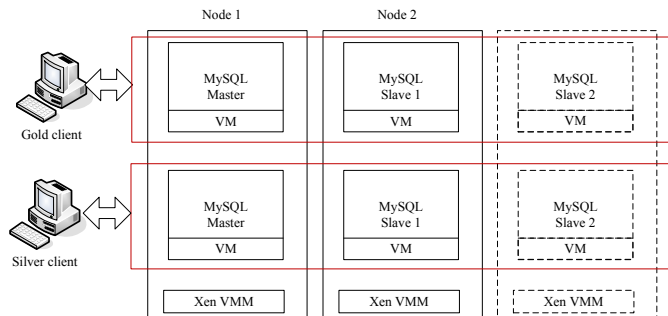 Node 1
Node 2
MySQL
Master
VM
MySQL
Slave 1
VM
MySQL
Slave 2
VM
Gold client
MySQL
Master
VM
MySQL
Slave 1
VM
MySQL
Slave 2
VM
Silver client
Xen VMM
Xen VMM
Xen VMM